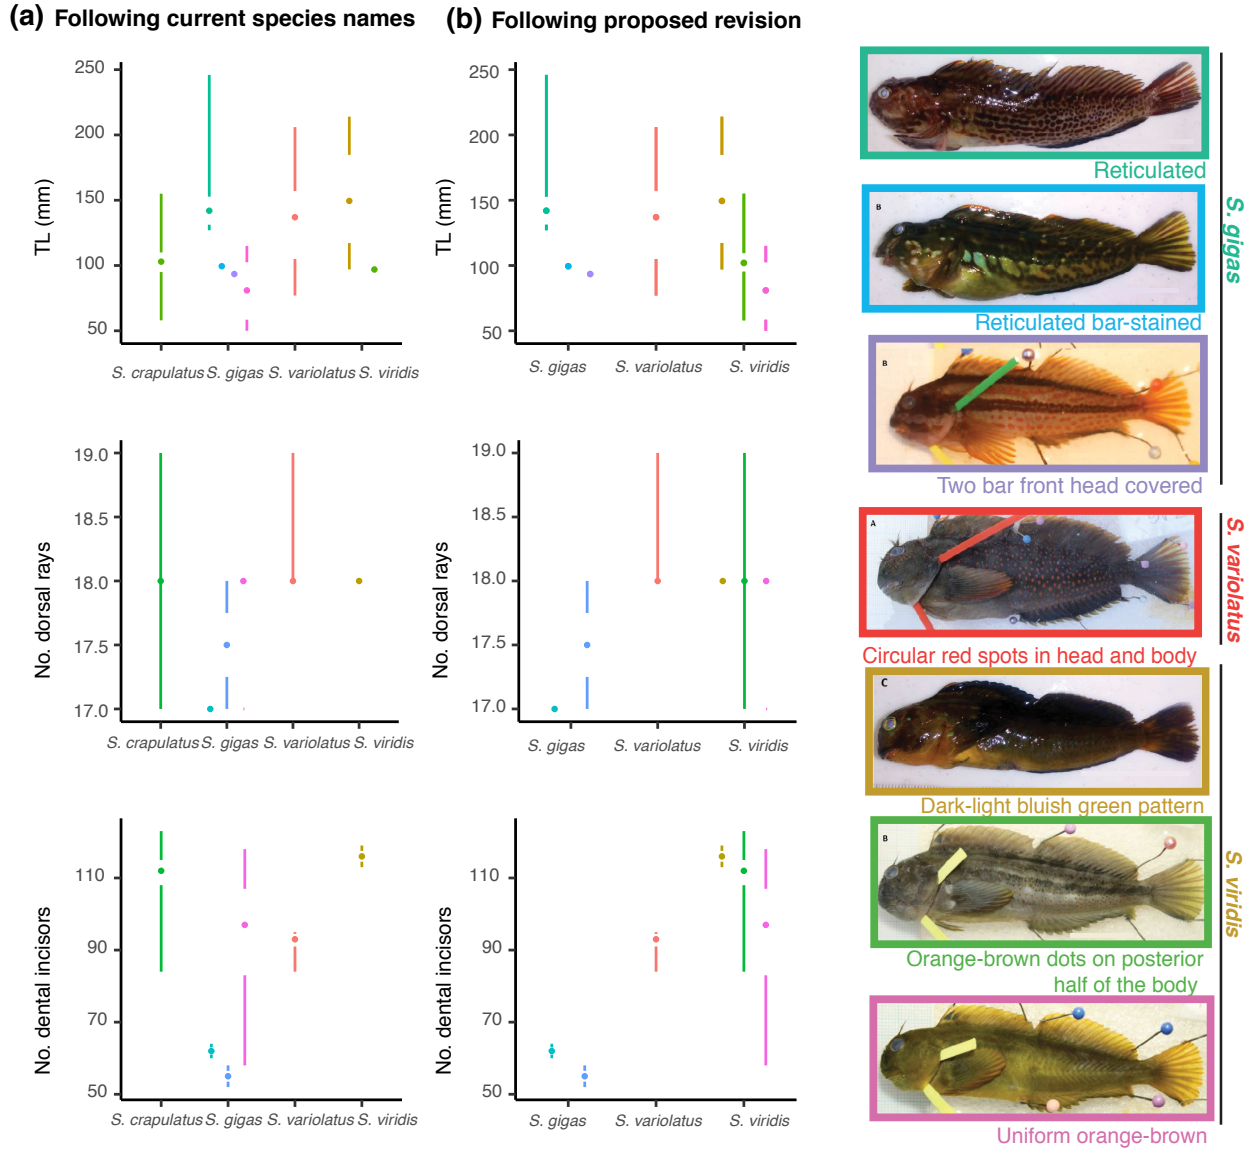 (a) Following current species names
(b) Following proposed revision
TL (mm)
250
200
150
100
50
S. crapulatus S. gigas S. variolatus S. viridis
TL (mm)
250
200
150
100
50
S. gigas S. variolatus S. viridis
No. dorsal rays
19.0
18.5
18.0
17.5
17.0
S. crapulatus S. gigas S. variolatus S. viridis
No. dorsal rays
19.0
18.5
18.0
17.5
17.0
S. gigas S. variolatus S. viridis
No. dental incisors
110
90
70
50
S. crapulatus S. gigas S. variolatus S. viridis
No. dental incisors
110
90
70
50
S. gigas S. variolatus S. viridis
Reticulated
B
Reticulated bar-stained
B
Two bar front head covered
S. gigas
A
Circular red spots in head and body
S. variolatus
C
Dark-light bluish green pattern
B
Orange-brown dots on posterior
half of the body
Uniform orange-brown
S. viridis